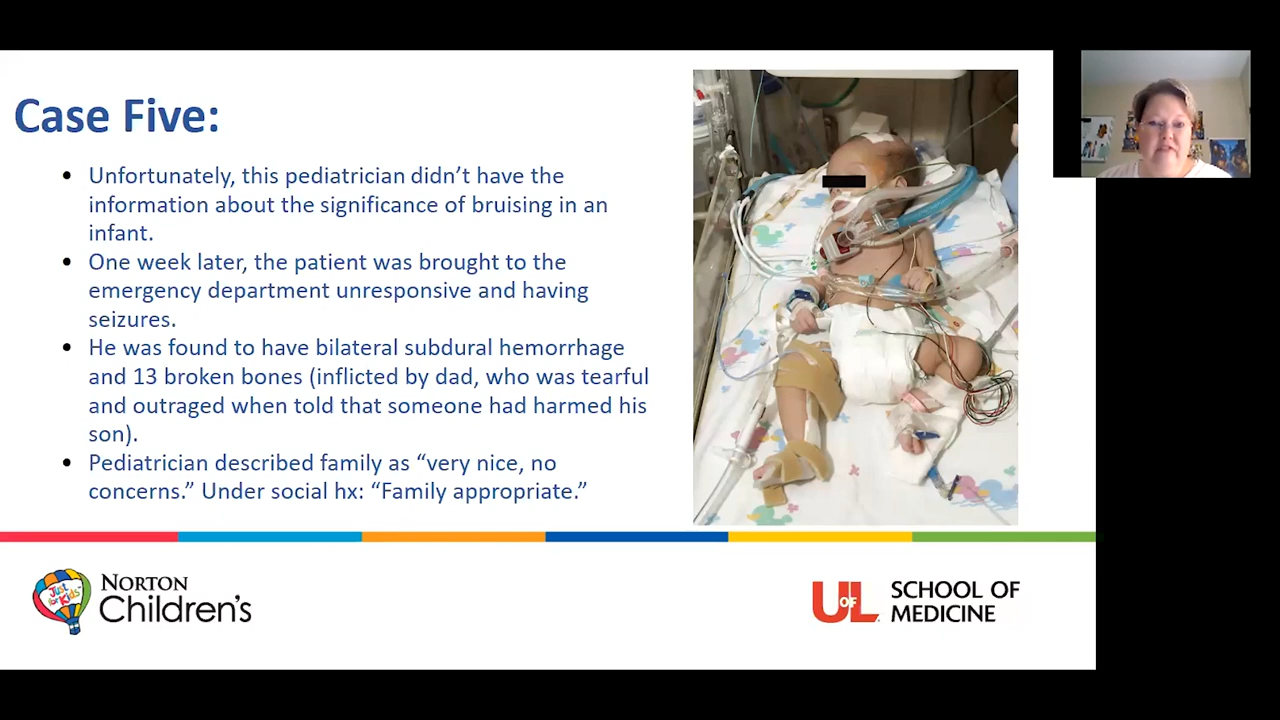 Case Five:
Unfortunately, this pediatrician didn’t have the
information about the significance of bruising in an
infant.
One week later, the patient was brought to the
emergency department unresponsive and having
seizures.
He was found to have bilateral subdural hemorrhage
and 13 broken bones (inflicted by dad, who was tearful
and outraged when told that someone had harmed his
son).
Pediatrician described family as “very nice, no
concerns.” Under social hx: “Family appropriate.”
Just for Kids
NORTON
Children’s
UofL
SCHOOL OF
MEDICINE